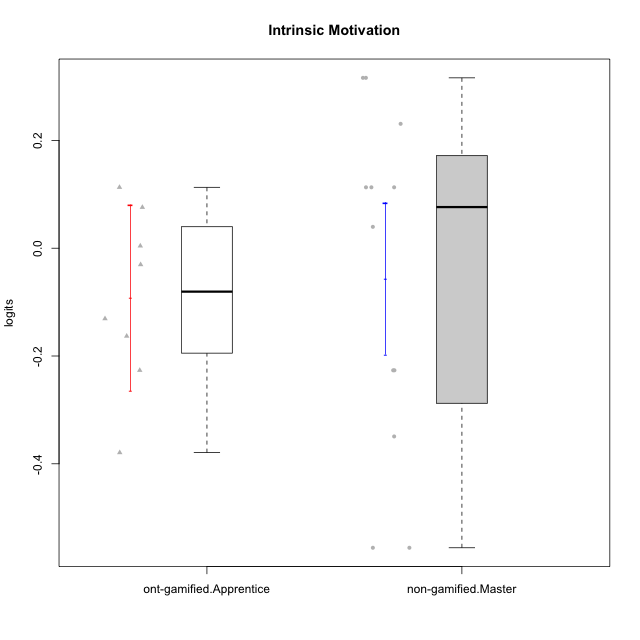 Intrinsic Motivation
logits
0.2
0.0
-0.2
-0.4
ont-gamified.Apprentice
non-gamified.Master